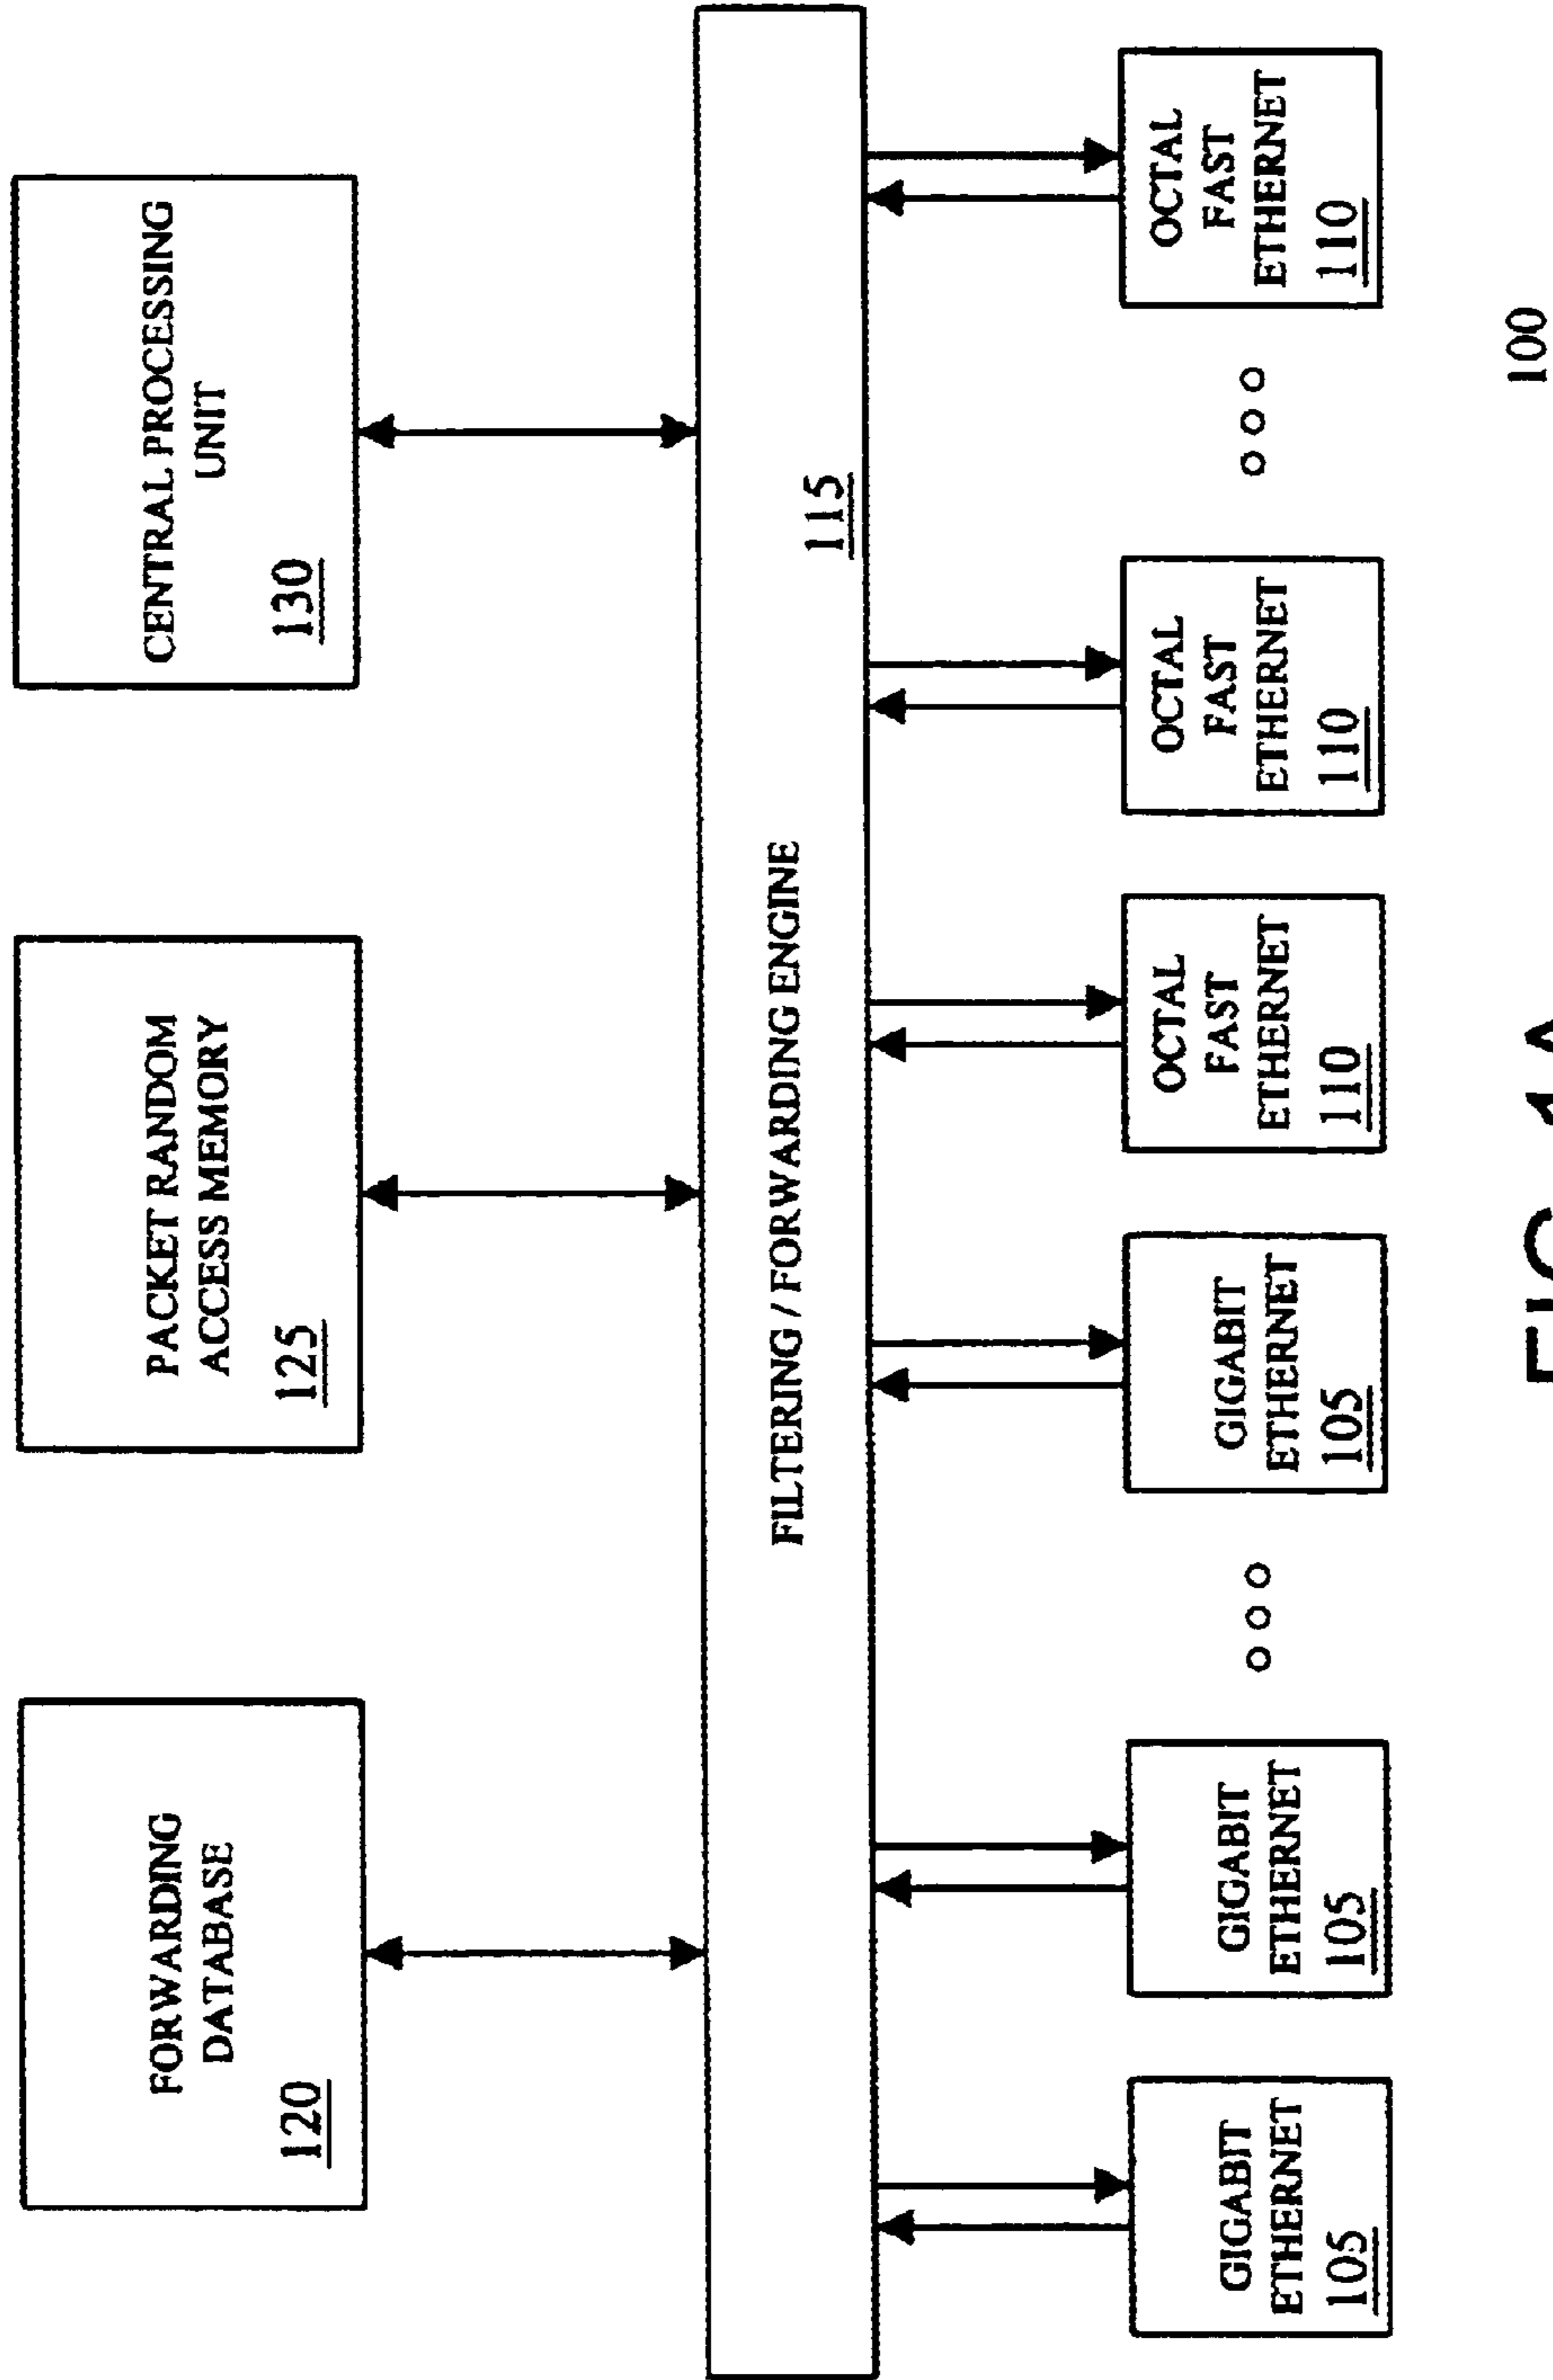 FORWARDING
DATABASE
120
PACKET RANDOM
ACCESS MEMORY
125
CENTRAL PROCESSING
UNIT
130
FILTERING / FORWARDING ENGINE
115
GIGABIT
ETHERNET
105
GIGABIT
ETHERNET
105
GIGABIT
ETHERNET
105
OCTAL
FAST
ETHERNET
110
OCTAL
FAST
ETHERNET
110
OCTAL
FAST
ETHERNET
110
100